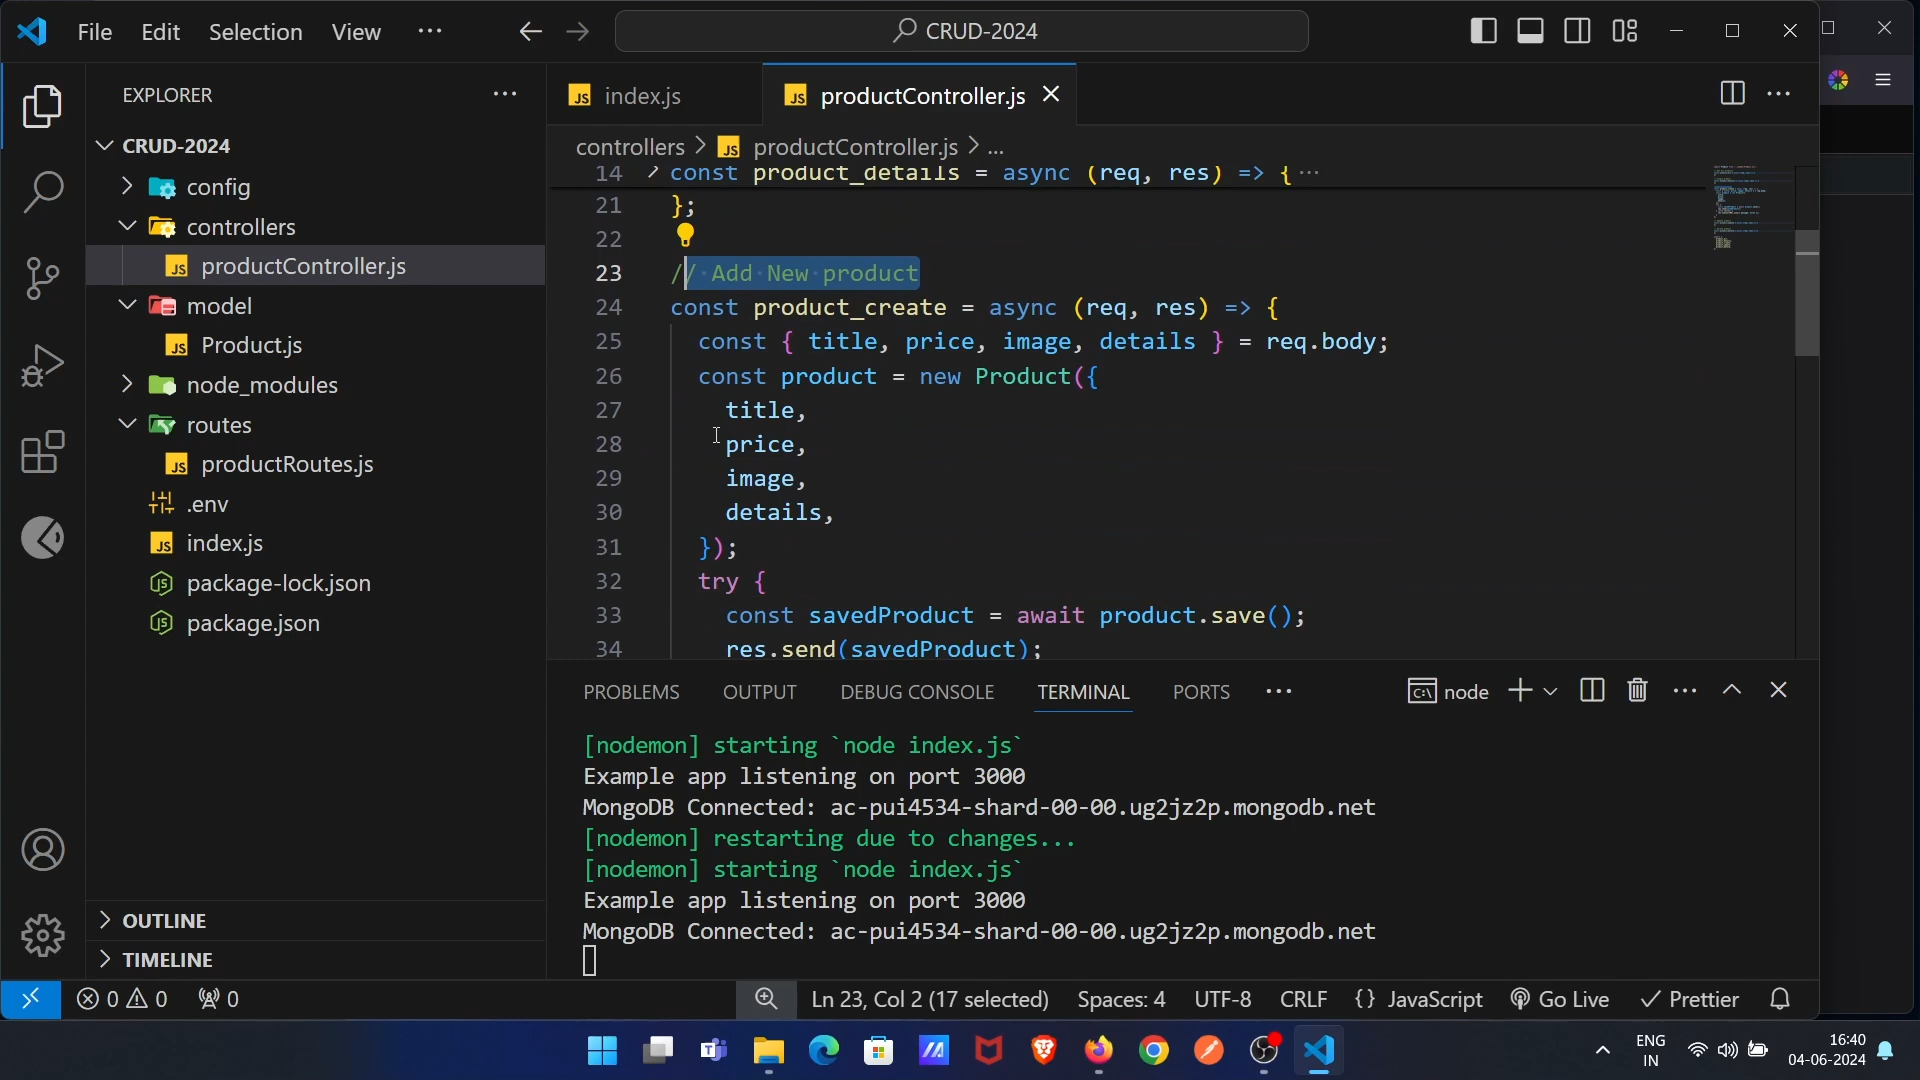 File Edit Selection View ···
CRUD-2024
EXPLORER
CRUD-2024
config
controllers
productController.js
model
Product.js
node_modules
routes
productRoutes.js
.env
index.js
package-lock.json
package.json
OUTLINE
TIMELINE
index.js
productController.js
controllers > productController.js > ...
14 const product_details = async (req, res) => { ···
21 };
22
23 // Add New product
24 const product_create = async (req, res) => {
25 const { title, price, image, details } = req.body;
26 const product = new Product({
27 title,
28 price,
29 image,
30 details,
31 });
32 try {
33 const savedProduct = await product.save();
34 res.send(savedProduct);
PROBLEMS OUTPUT DEBUG CONSOLE TERMINAL PORTS ···
node
[nodemon] starting `node index.js`
Example app listening on port 3000
MongoDB Connected: ac-pui4534-shard-00-00.ug2jz2p.mongodb.net
[nodemon] restarting due to changes...
[nodemon] starting `node index.js`
Example app listening on port 3000
MongoDB Connected: ac-pui4534-shard-00-00.ug2jz2p.mongodb.net
0 0 0 Ln 23, Col 2 (17 selected) Spaces: 4 UTF-8 CRLF {} JavaScript Go Live Prettier
ENG
IN
16:40
04-06-2024